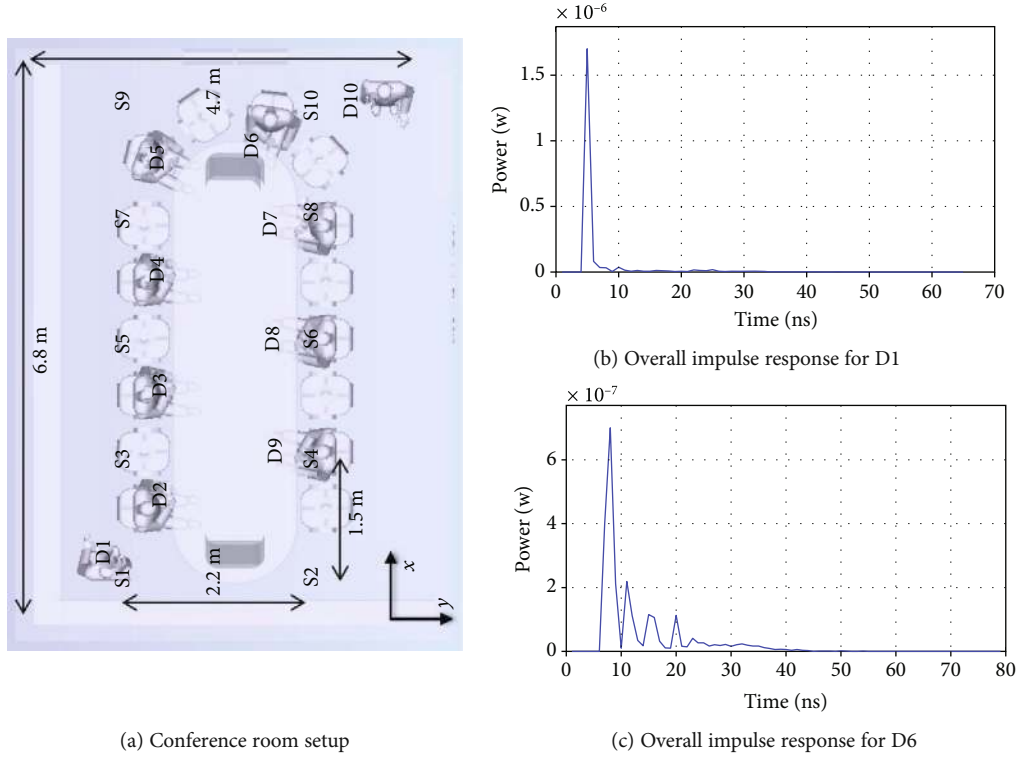 4.7 m
S9
S10
D10
D5
D6
S7
D7
S8
D4
6.8 m
S5
D8
S6
D3
S3
D9
S4
D2
1.5 m
D1
S1
2.2 m
S2
x
y
(a) Conference room setup
× 10⁻⁶
1.5
1
0.5
0
Power (w)
0 10 20 30 40 50 60 70
Time (ns)
(b) Overall impulse response for D1
× 10⁻⁷
6
4
2
0
Power (w)
0 10 20 30 40 50 60 70 80
Time (ns)
(c) Overall impulse response for D6